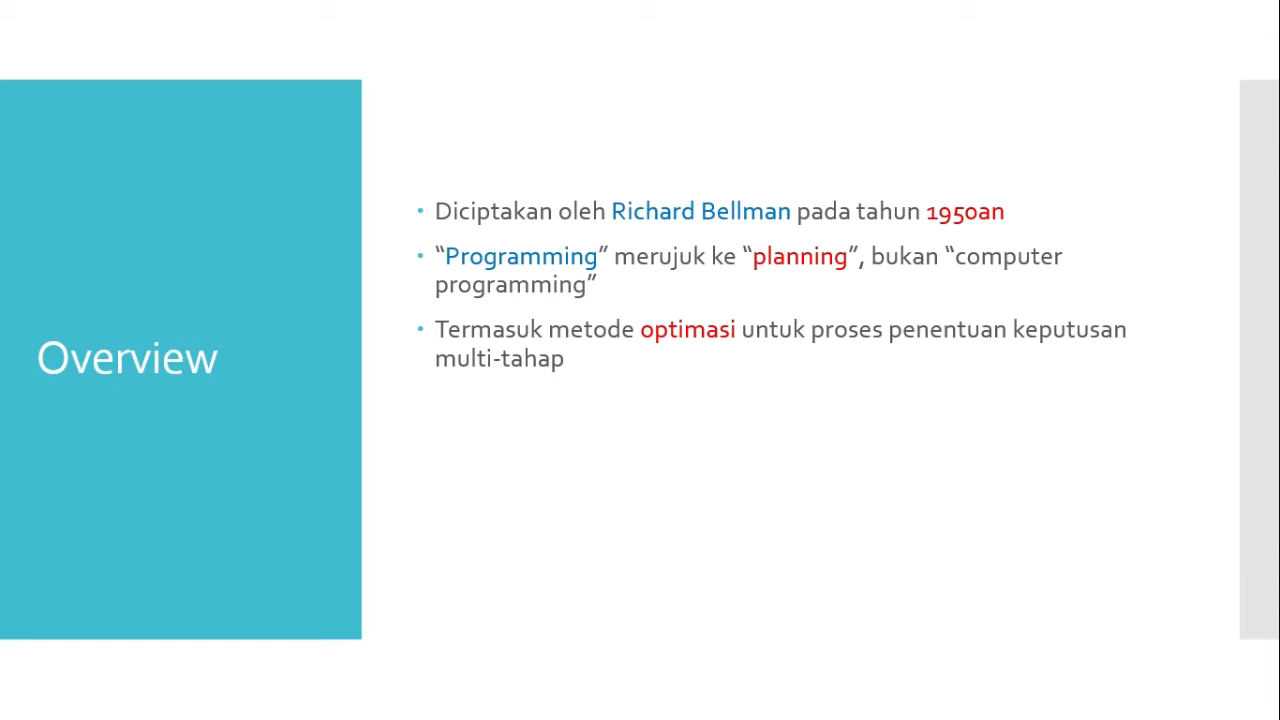 Overview
• Diciptakan oleh Richard Bellman pada tahun 1950an
• “Programming” merujuk ke “planning”, bukan “computer
programming”
• Termasuk metode optimasi untuk proses penentuan keputusan
multi-tahap